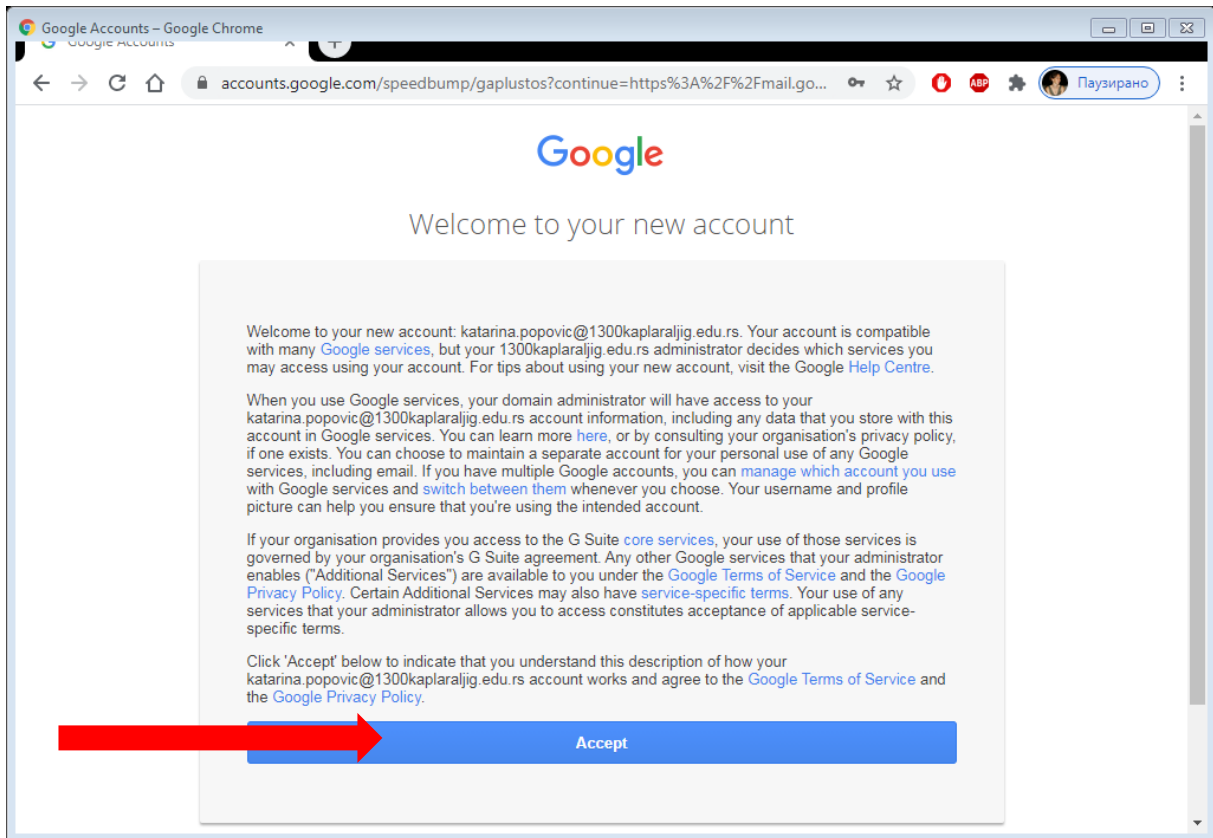 Google Accounts – Google Chrome
Google Accounts
accounts.google.com/speedbump/gaplustos?continue=https%3A%2F%2Fmail.go...
ABP
Паузирано
Google
Welcome to your new account
Welcome to your new account: katarina.popovic@1300kaplaraljig.edu.rs. Your account is compatible
with many Google services, but your 1300kaplaraljig.edu.rs administrator decides which services you
may access using your account. For tips about using your new account, visit the Google Help Centre.
When you use Google services, your domain administrator will have access to your
katarina.popovic@1300kaplaraljig.edu.rs account information, including any data that you store with this
account in Google services. You can learn more here, or by consulting your organisation's privacy policy,
if one exists. You can choose to maintain a separate account for your personal use of any Google
services, including email. If you have multiple Google accounts, you can manage which account you use
with Google services and switch between them whenever you choose. Your username and profile
picture can help you ensure that you're using the intended account.
If your organisation provides you access to the G Suite core services, your use of those services is
governed by your organisation's G Suite agreement. Any other Google services that your administrator
enables ("Additional Services") are available to you under the Google Terms of Service and the Google
Privacy Policy. Certain Additional Services may also have service-specific terms. Your use of any
services that your administrator allows you to access constitutes acceptance of applicable service-
specific terms.
Click 'Accept' below to indicate that you understand this description of how your
katarina.popovic@1300kaplaraljig.edu.rs account works and agree to the Google Terms of Service and
the Google Privacy Policy.
Accept